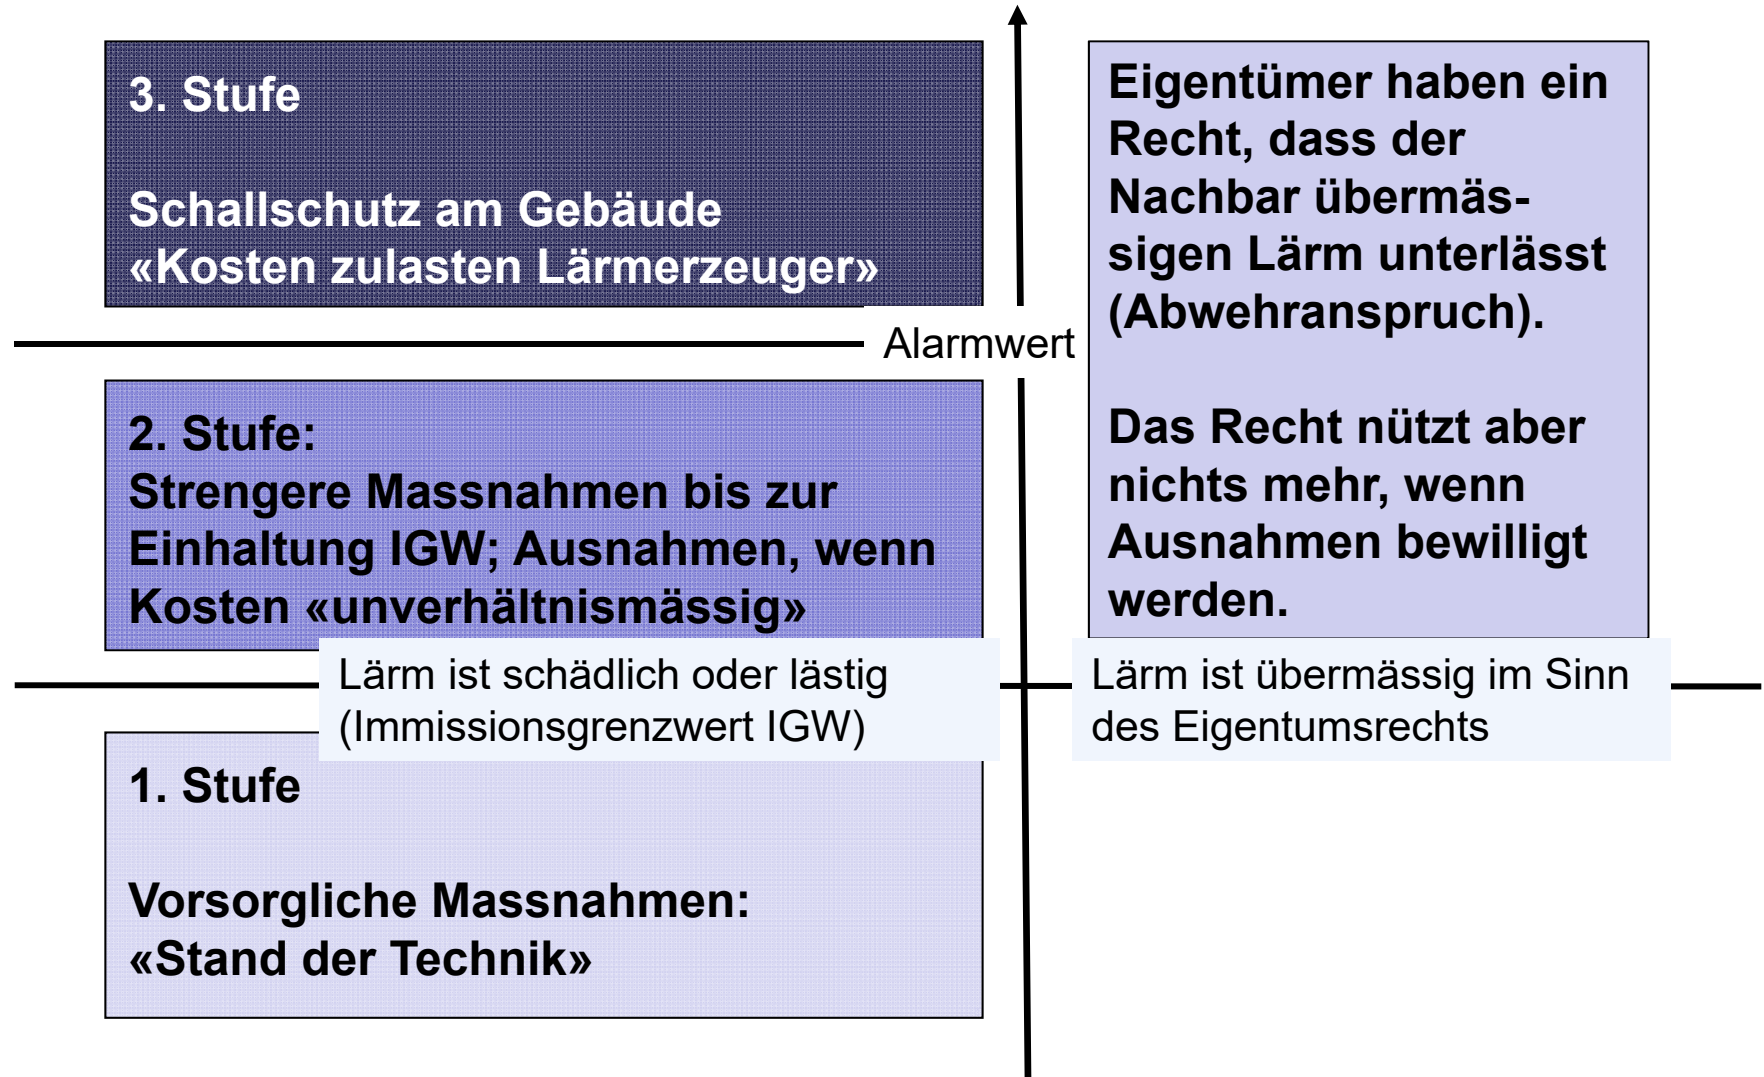 3. Stufe
Schallschutz am Gebäude
«Kosten zulasten Lärmerzeuger»
Alarmwert
2. Stufe:
Strengere Massnahmen bis zur
Einhaltung IGW; Ausnahmen, wenn
Kosten «unverhältnismässig»
Lärm ist schädlich oder lästig
(Immissionsgrenzwert IGW)
1. Stufe
Vorsorgliche Massnahmen:
«Stand der Technik»
Eigentümer haben ein
Recht, dass der
Nachbar übermäs-
sigen Lärm unterlässt
(Abwehranspruch).
Das Recht nützt aber
nichts mehr, wenn
Ausnahmen bewilligt
werden.
Lärm ist übermässig im Sinn
des Eigentumsrechts